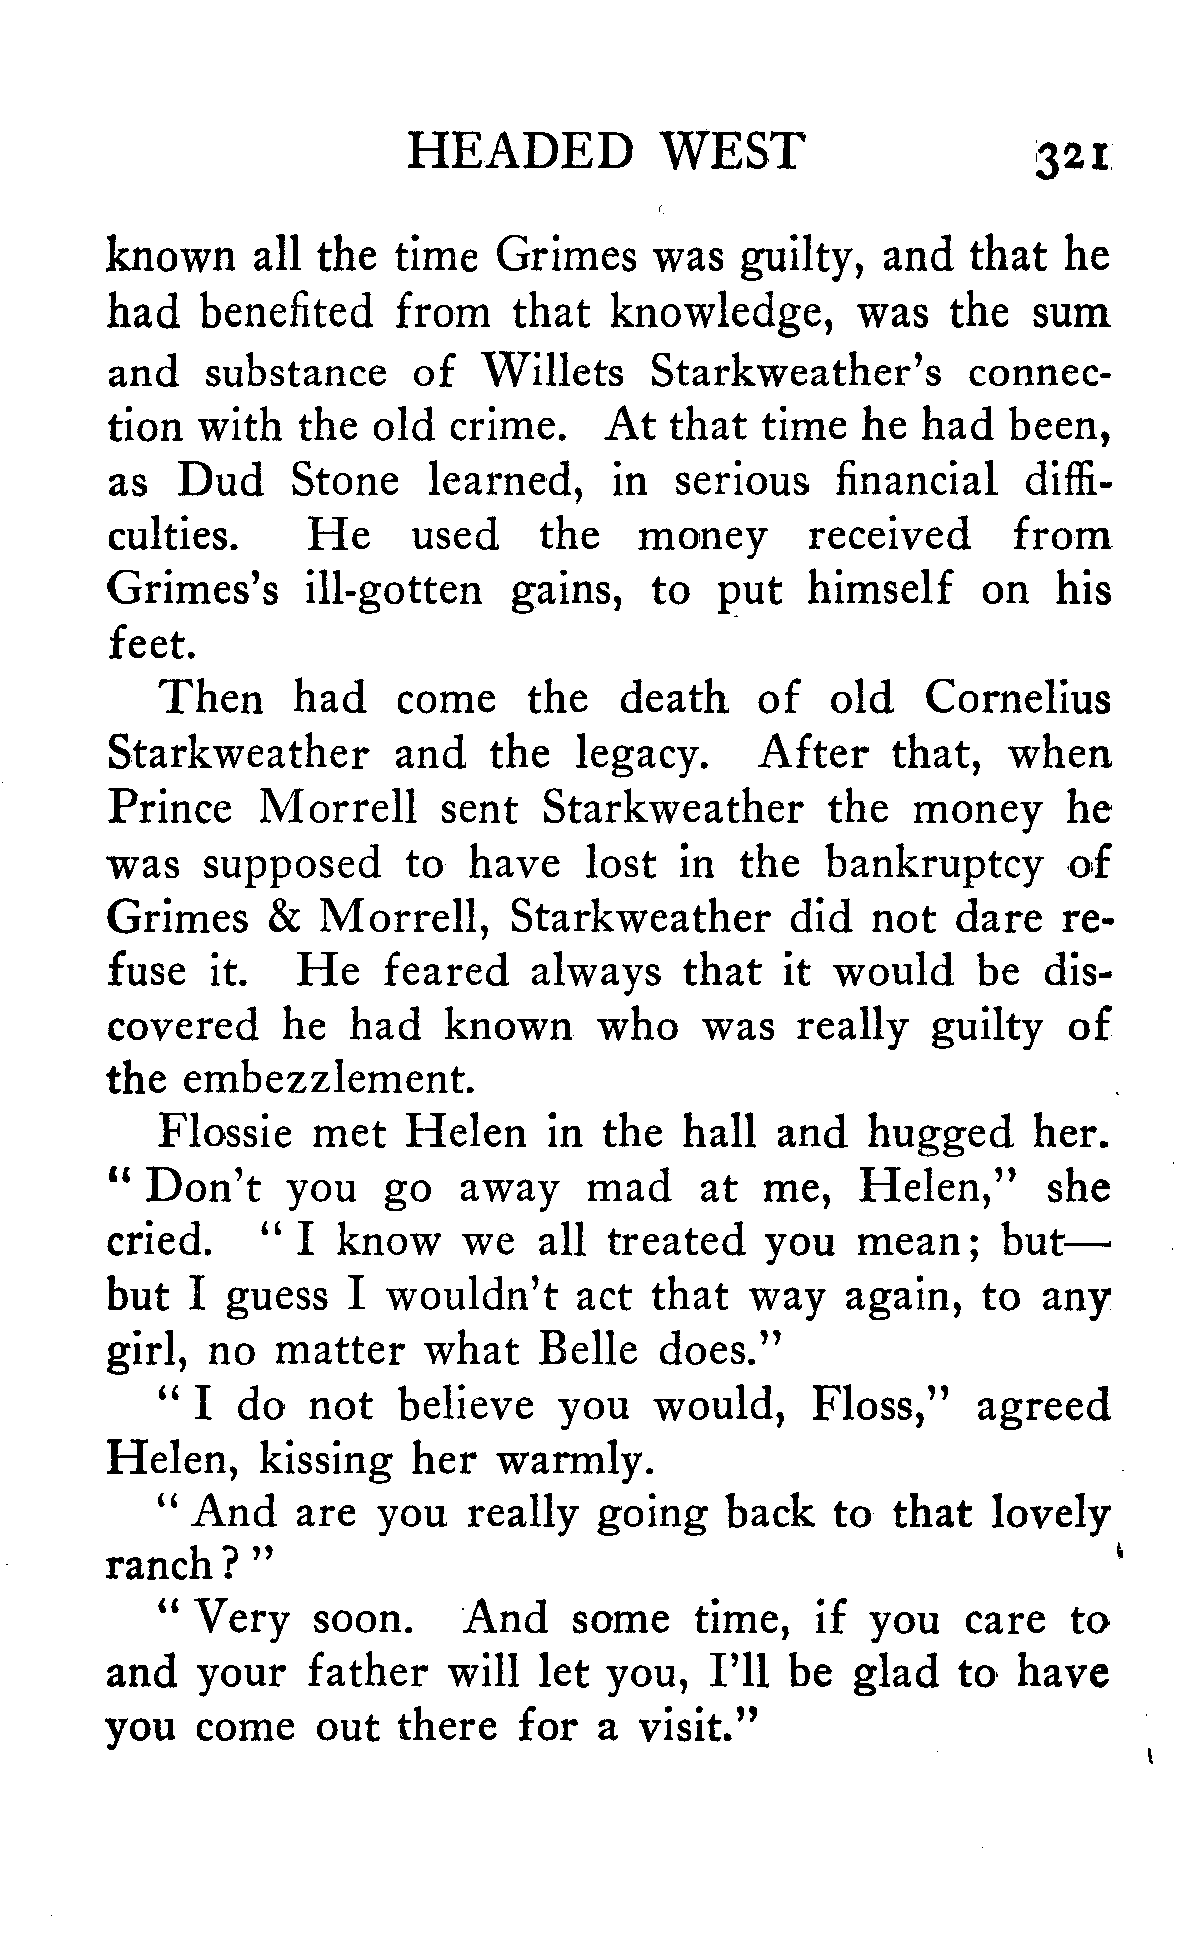 HEADED WEST 321
known all the time Grimes was guilty, and that he
had benefited from that knowledge, was the sum
and substance of Willets Starkweather's connec-
tion with the old crime. At that time he had been,
as Dud Stone learned, in serious financial diffi-
culties. He used the money received from
Grimes's ill-gotten gains, to put himself on his
feet.
Then had come the death of old Cornelius
Starkweather and the legacy. After that, when
Prince Morrell sent Starkweather the money he
was supposed to have lost in the bankruptcy of
Grimes & Morrell, Starkweather did not dare re-
fuse it. He feared always that it would be dis-
covered he had known who was really guilty of
the embezzlement.
Flossie met Helen in the hall and hugged her.
"Don't you go away mad at me, Helen," she
cried. "I know we all treated you mean; but—
but I guess I wouldn't act that way again, to any
girl, no matter what Belle does."
"I do not believe you would, Floss," agreed
Helen, kissing her warmly.
"And are you really going back to that lovely
ranch?"
"Very soon. And some time, if you care to
and your father will let you, I'll be glad to have
you come out there for a visit."